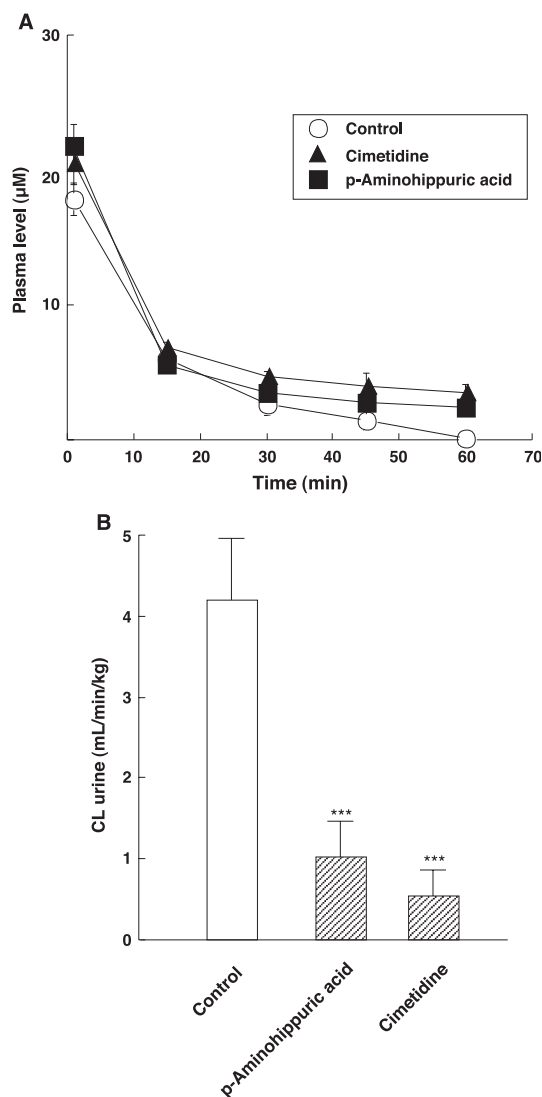 A
30
20
10
0
10
20
30
40
50
60
70
Plasma level (µM)
Time (min)
Control
Cimetidine
p-Aminohippuric acid
B
5
4
3
2
1
0
CL urine (mL/min/kg)
***
***
Control
p-Aminohippuric acid
Cimetidine